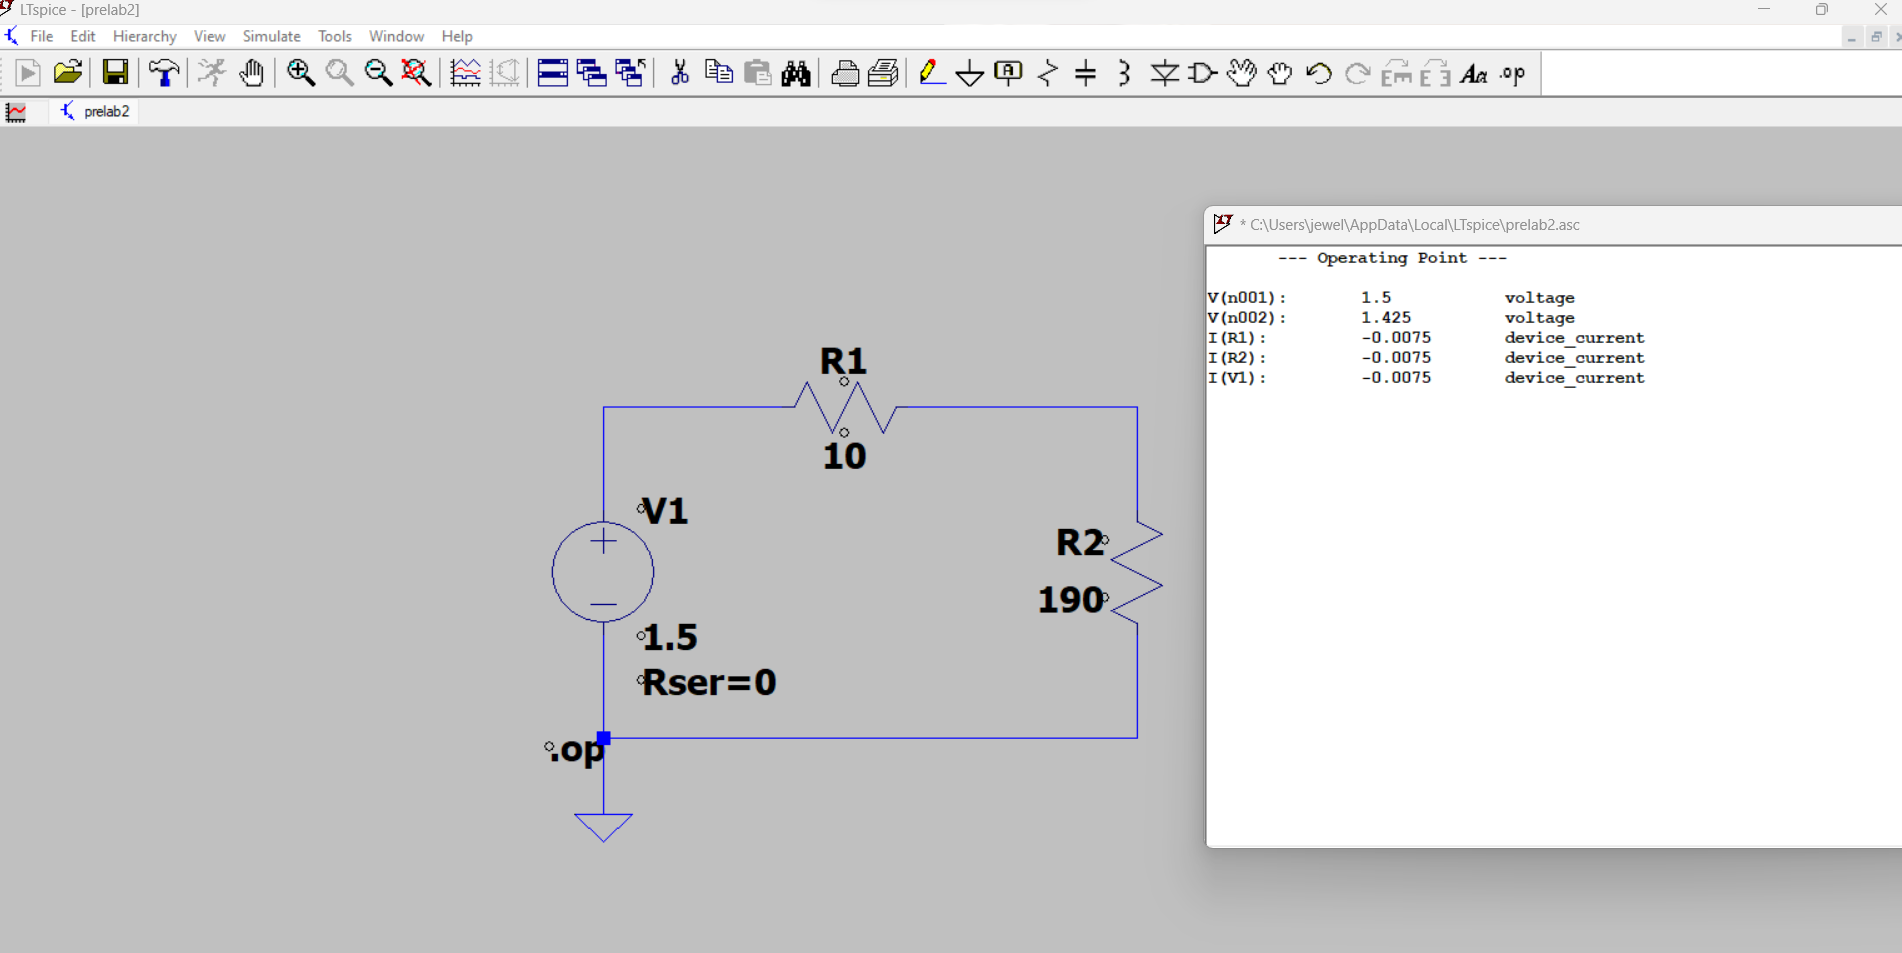 LTspice - [prelab2]
File Edit Hierarchy View Simulate Tools Window Help
A
Aa .op
prelab2
* C:\Users\jewel\AppData\Local\LTspice\prelab2.asc
--- Operating Point ---
V(n001): 1.5 voltage
V(n002): 1.425 voltage
I(R1): -0.0075 device_current
I(R2): -0.0075 device_current
I(V1): -0.0075 device_current
R1
10
V1
R2
190
1.5
Rser=0
.op